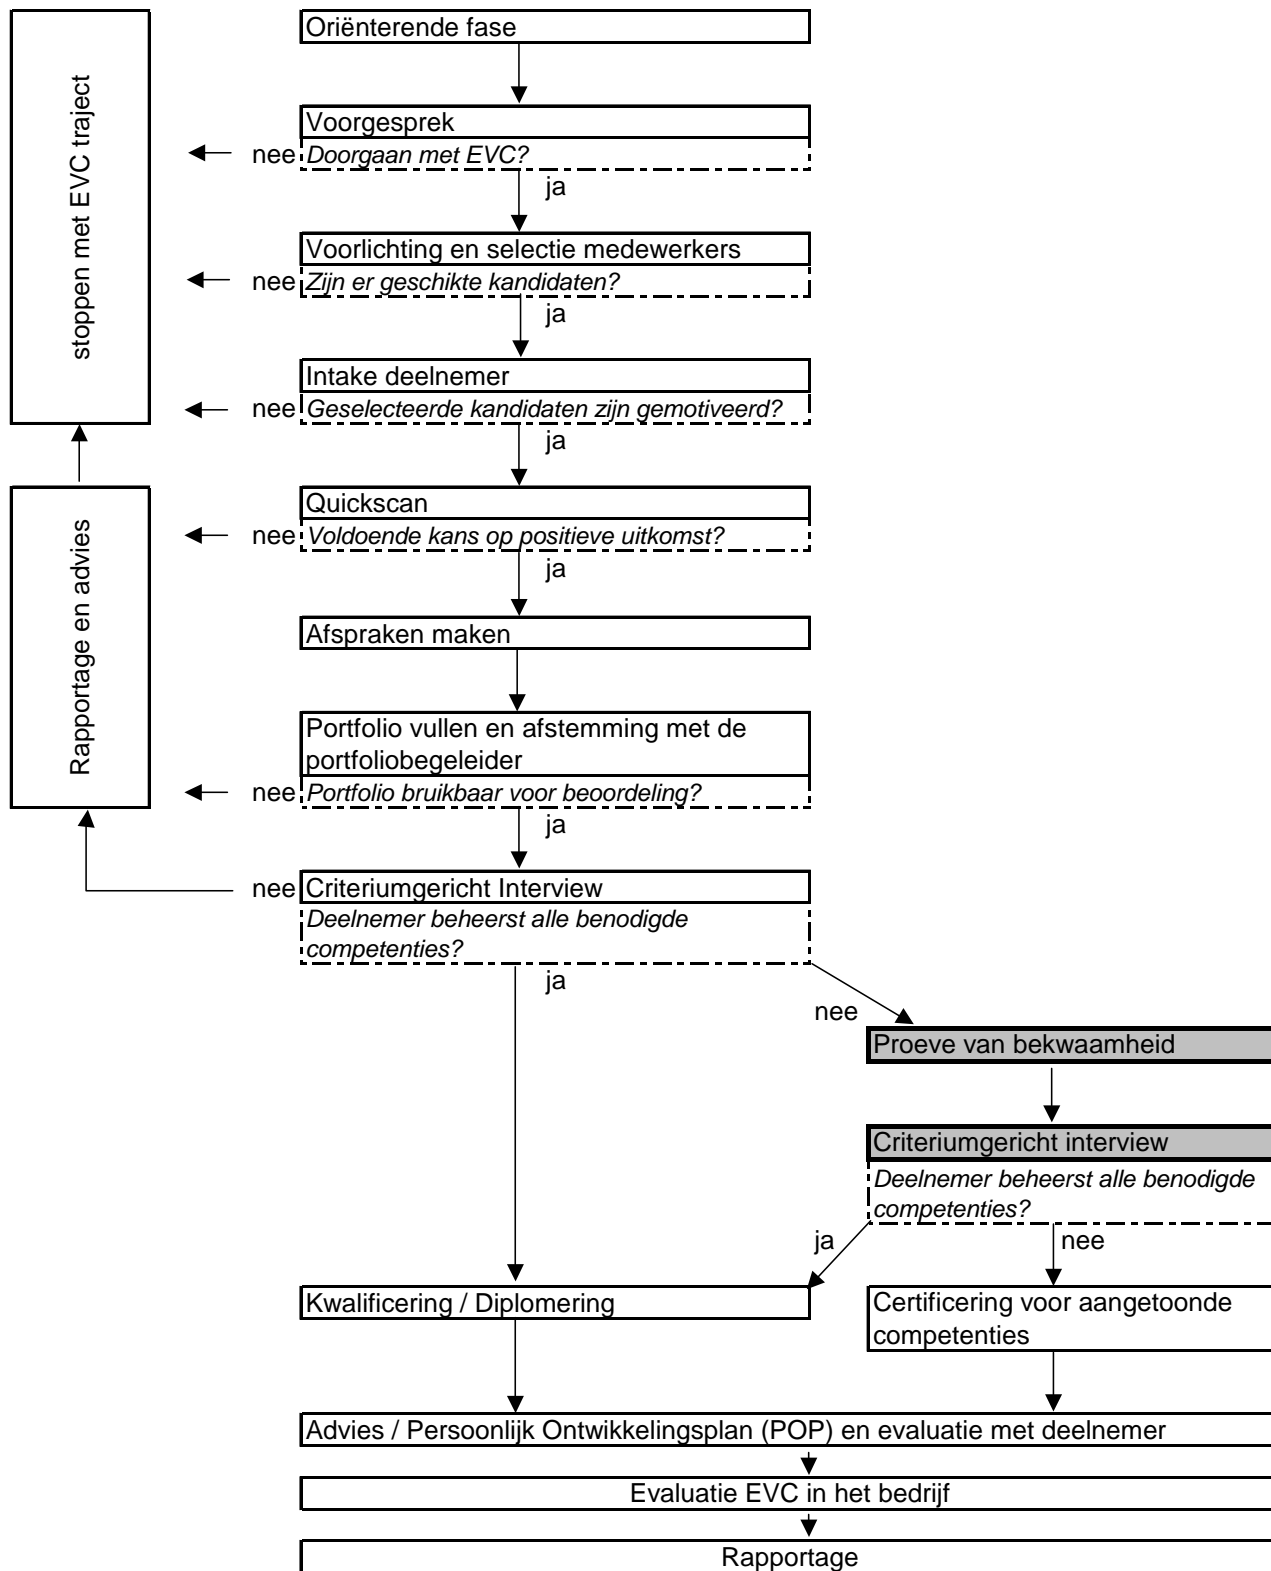 stoppen met EVC traject
Oriënterende fase
Voorgesprek
nee
Doorgaan met EVC?
ja
Voorlichting en selectie medewerkers
nee
Zijn er geschikte kandidaten?
ja
Intake deelnemer
nee
Geselecteerde kandidaten zijn gemotiveerd?
ja
Rapportage en advies
Quickscan
nee
Voldoende kans op positieve uitkomst?
ja
Afspraken maken
Portfolio vullen en afstemming met de
portfoliobegeleider
nee
Portfolio bruikbaar voor beoordeling?
ja
nee
Criteriumgericht Interview
Deelnemer beheerst alle benodigde
competenties?
ja
nee
Proeve van bekwaamheid
Criteriumgericht interview
Deelnemer beheerst alle benodigde
competenties?
ja
nee
Kwalificering / Diplomering
Certificering voor aangetoonde
competenties
Advies / Persoonlijk Ontwikkelingsplan (POP) en evaluatie met deelnemer
Evaluatie EVC in het bedrijf
Rapportage